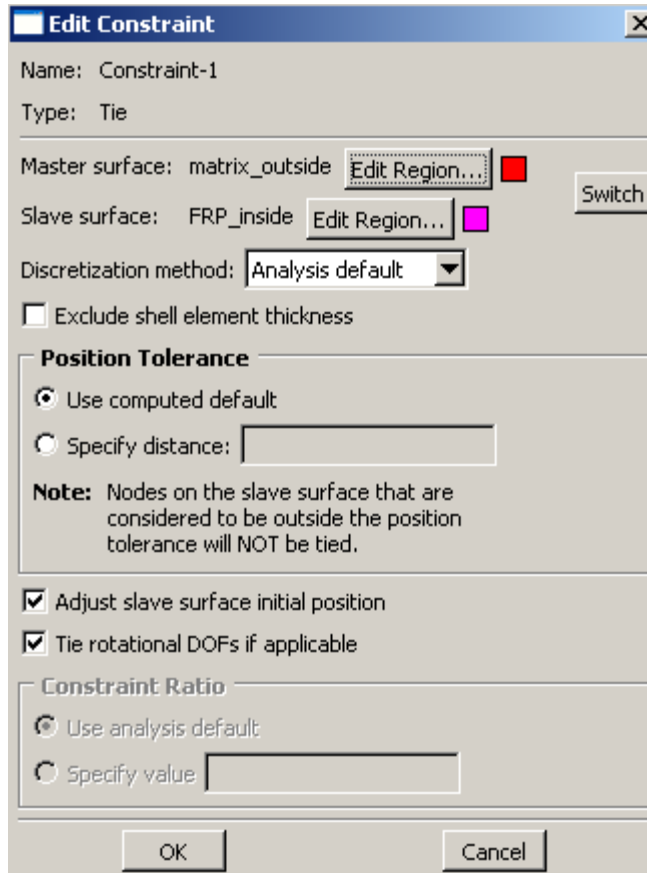 Edit Constraint
Name: Constraint-1
Type: Tie
Master surface: matrix_outside Edit Region...
Switch
Slave surface: FRP_inside Edit Region...
Discretization method: Analysis default
Exclude shell element thickness
Position Tolerance
Use computed default
Specify distance:
Note: Nodes on the slave surface that are
considered to be outside the position
tolerance will NOT be tied.
Adjust slave surface initial position
Tie rotational DOFs if applicable
Constraint Ratio
Use analysis default
Specify value
OK Cancel